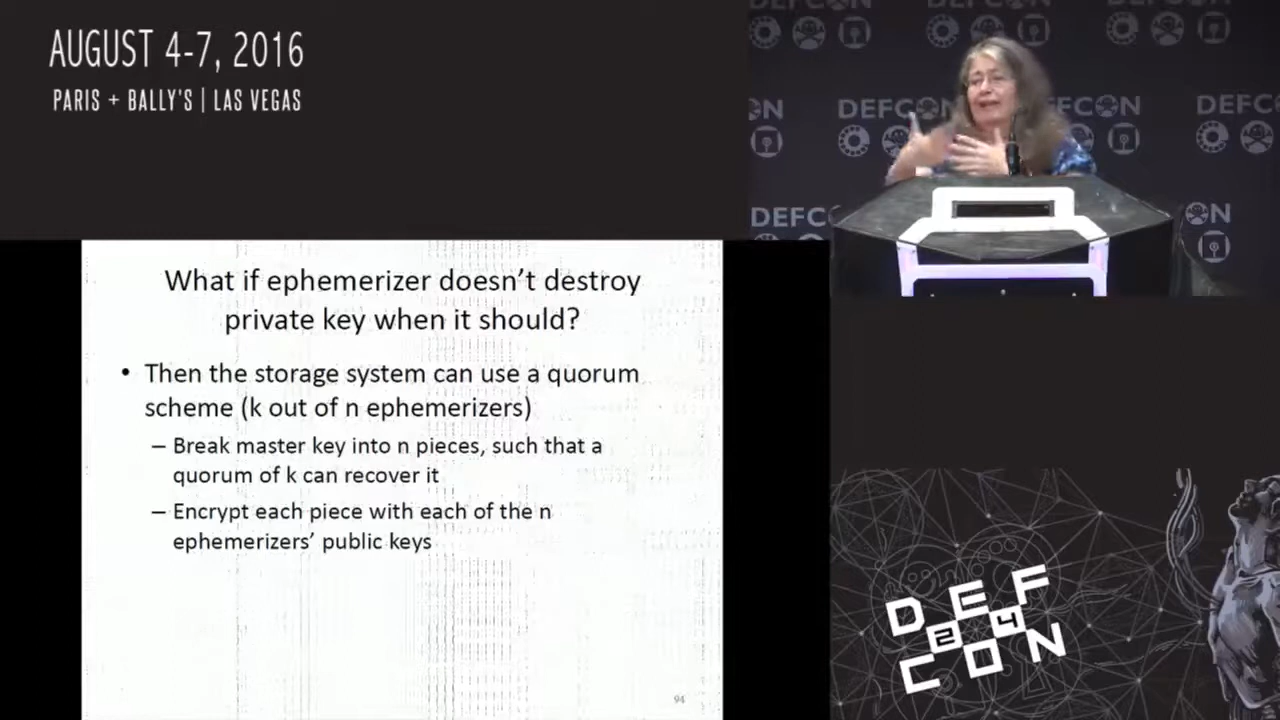 AUGUST 4-7, 2016
PARIS + BALLY'S | LAS VEGAS
DEFCON
DEFCON
DEFCON
DEFCON
DEFC
CON
What if ephemerizer doesn't destroy
private key when it should?
• Then the storage system can use a quorum
scheme (k out of n ephemerizers)
– Break master key into n pieces, such that a
quorum of k can recover it
– Encrypt each piece with each of the n
ephemerizers' public keys
94
DEF
24
CON